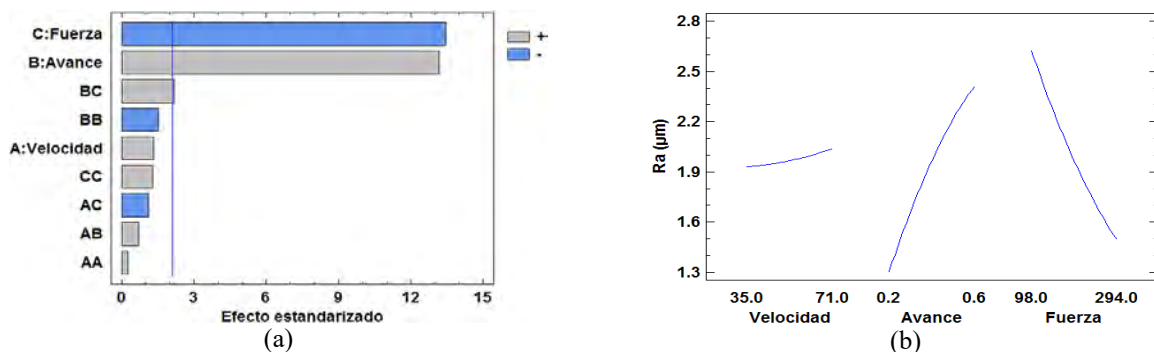 C:Fuerza
B:Avance
BC
BB
A:Velocidad
CC
AC
AB
AA
0 3 6 9 12 15
Efecto estandarizado
+
-
(a)
2.8
2.5
2.2
1.9
1.6
1.3
Ra (µm)
35.0 71.0 0.2 0.6 98.0 294.0
Velocidad Avance Fuerza
(b)